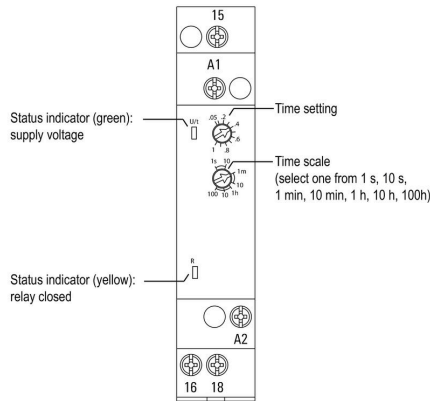 15
A1
Status indicator (green):
supply voltage
U/t
.05 .2 .4 .6 .8 1
Time setting
1s 10 1m 10 1h 10 100
Time scale
(select one from 1 s, 10 s,
1 min, 10 min, 1 h, 10 h, 100h)
Status indicator (yellow):
relay closed
R
A2
16 18